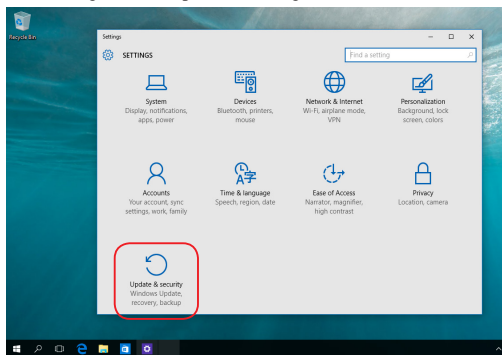 Recycle Bin
Settings
SETTINGS
Find a setting
System
Display, notifications,
apps, power
Devices
Bluetooth, printers,
mouse
Network & Internet
Wi-Fi, airplane mode,
VPN
Personalization
Background, lock
screen, colors
Accounts
Your account, sync
settings, work, family
Time & language
Speech, region, date
Ease of Access
Narrator, magnifier,
high contrast
Privacy
Location, camera
Update & security
Windows Update,
recovery, backup